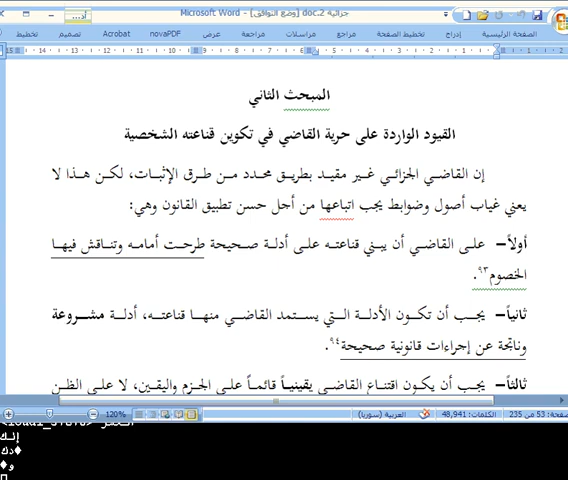 جزائية 2.doc [وضع التوافق] - Microsoft Word
الصفحة الرئيسية إدراج تخطيط الصفحة مراجع مراسلات مراجعة عرض novaPDF Acrobat تصميم تخطيط
المبحث الثاني
القيود الواردة على حرية القاضي في تكوين قناعته الشخصية
إن القاضي الجزائي غير مقيد بطريق محدد من طرق الإثبات، لكن هذا لا
يعني غياب أصول وضوابط يجب اتباعها من أجل حسن تطبيق القانون وهي:
أولاً– على القاضي أن يبني قناعته على أدلة صحيحة طرحت أمامه وتناقش فيها
الخصوم٩٣.
ثانياً– يجب أن تكون الأدلة التي يستمد القاضي منها قناعته، أدلة مشروعة
وناتجة عن إجراءات قانونية صحيحة٩٤.
ثالثاً– يجب أن يكون اقتناع القاضي يقينياً قائماً على الجزم واليقين، لا على الظن
صفحة: 53 من 235 الكلمات: 48,941 العربية (سوريا) 120%
إنك
دك
و